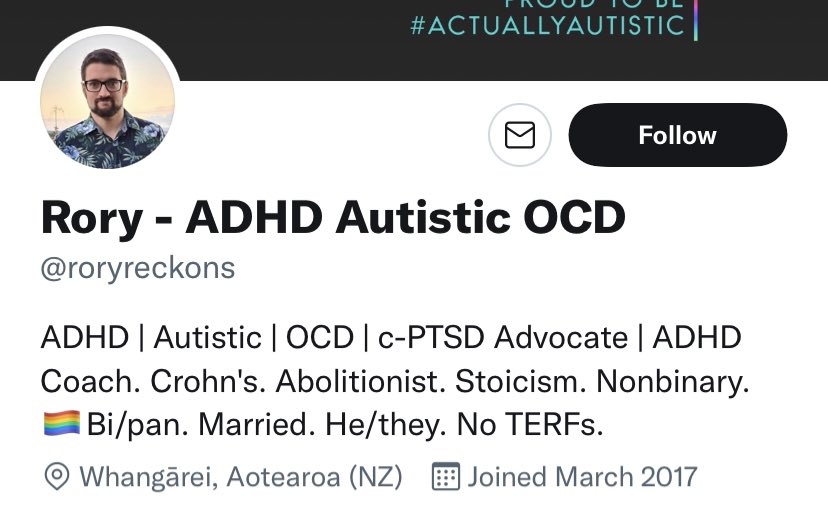 PROUD TO BE
#ACTUALLYAUTISTIC
Follow
Rory - ADHD Autistic OCD
@roryreckons
ADHD | Autistic | OCD | c-PTSD Advocate | ADHD
Coach. Crohn's. Abolitionist. Stoicism. Nonbinary.
🏳️‍🌈 Bi/pan. Married. He/they. No TERFs.
Whangārei, Aotearoa (NZ) Joined March 2017